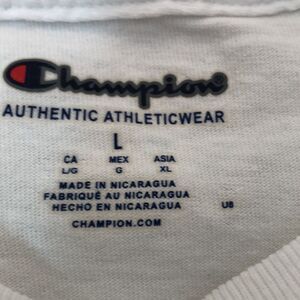 Champion
AUTHENTIC ATHLETICWEAR
L
CA MEX ASIA
L/G G XL
MADE IN NICARAGUA
FABRIQUÉ AU NICARAGUA
HECHO EN NICARAGUA U8
CHAMPION.COM